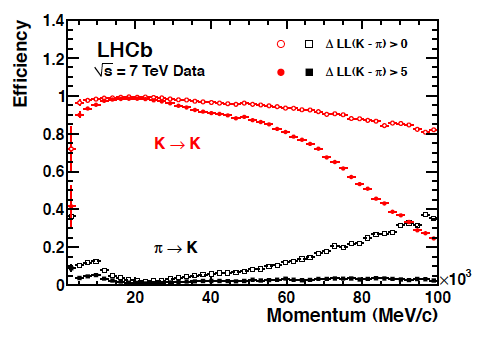 Efficiency
1.4
1.2
1
0.8
0.6
0.4
0.2
0
LHCb
√s = 7 TeV Data
Δ LL(K - π) > 0
Δ LL(K - π) > 5
K → K
π → K
20 40 60 80 100
×10³
Momentum (MeV/c)